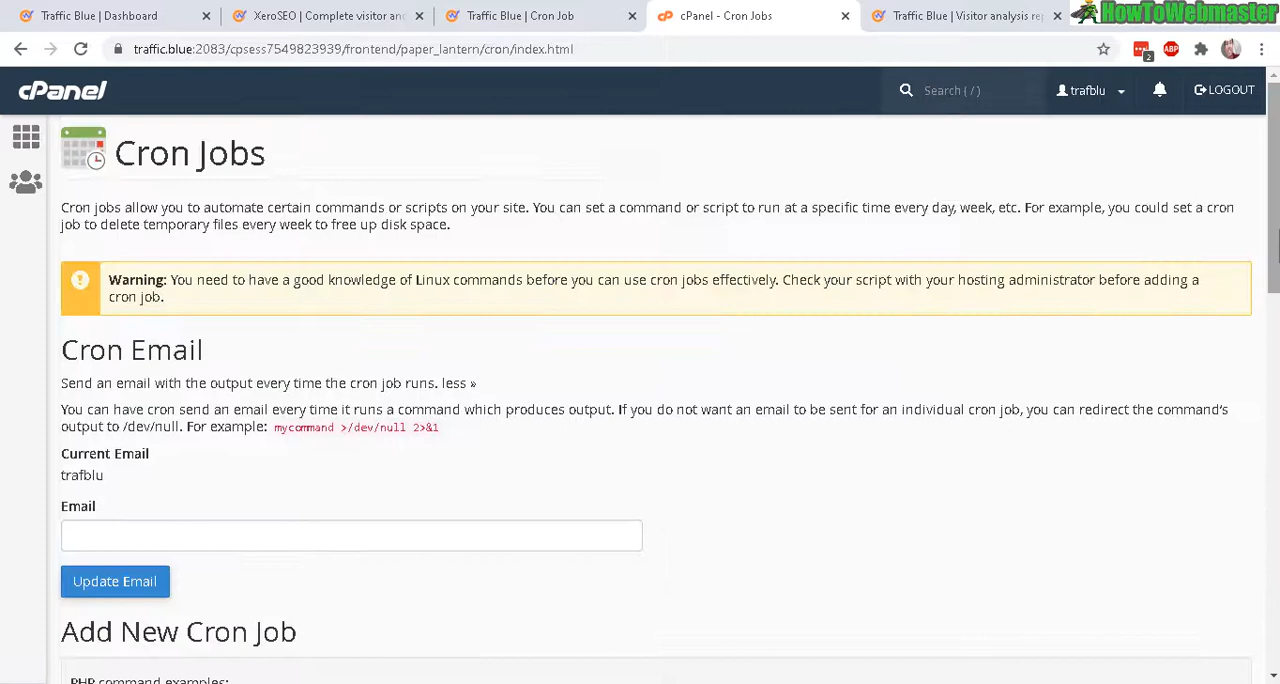 Traffic Blue | Dashboard
XeroSEO | Complete visitor an
Traffic Blue | Cron Job
cPanel - Cron Jobs
Traffic Blue | Visitor analysis rep
HowToWebmaster
traffic.blue:2083/cpsess7549823939/frontend/paper_lantern/cron/index.html
ABP
2
cPanel
Search ( / )
trafblu
LOGOUT
Cron Jobs
Cron jobs allow you to automate certain commands or scripts on your site. You can set a command or script to run at a specific time every day, week, etc. For example, you could set a cron
job to delete temporary files every week to free up disk space.
Warning: You need to have a good knowledge of Linux commands before you can use cron jobs effectively. Check your script with your hosting administrator before adding a
cron job.
Cron Email
Send an email with the output every time the cron job runs. less »
You can have cron send an email every time it runs a command which produces output. If you do not want an email to be sent for an individual cron job, you can redirect the command's
output to /dev/null. For example: mycommand >/dev/null 2>&1
Current Email
trafblu
Email
Update Email
Add New Cron Job
PHP command examples: